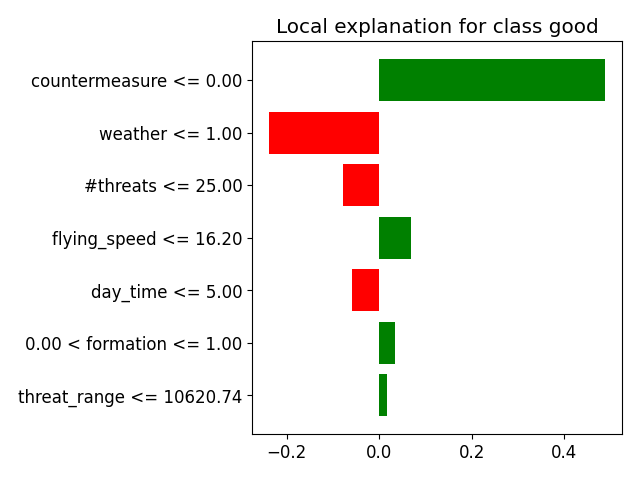 Local explanation for class good
countermeasure <= 0.00
weather <= 1.00
#threats <= 25.00
flying_speed <= 16.20
day_time <= 5.00
0.00 < formation <= 1.00
threat_range <= 10620.74
−0.2 0.0 0.2 0.4